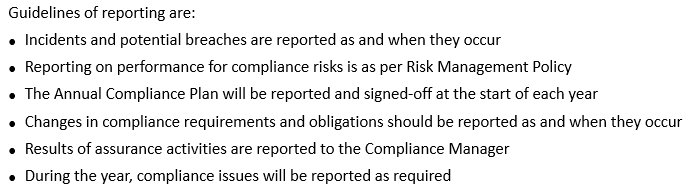 Guidelines of reporting are:
• Incidents and potential breaches are reported as and when they occur
• Reporting on performance for compliance risks is as per Risk Management Policy
• The Annual Compliance Plan will be reported and signed-off at the start of each year
• Changes in compliance requirements and obligations should be reported as and when they occur
• Results of assurance activities are reported to the Compliance Manager
• During the year, compliance issues will be reported as required